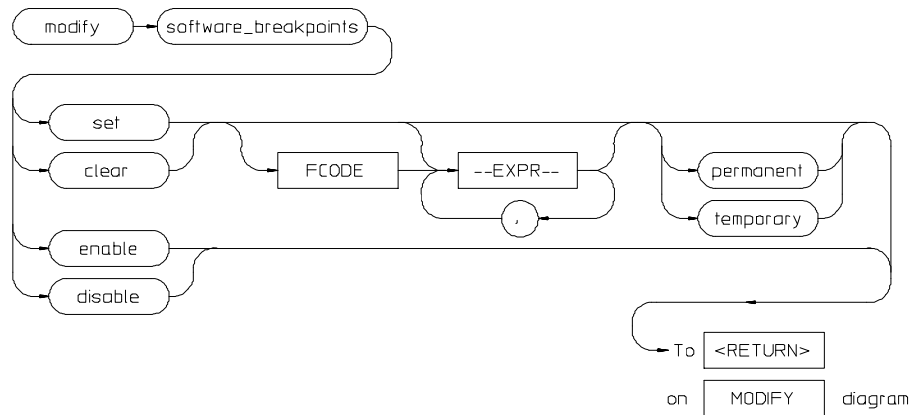 modify software_breakpoints
set
clear
FCODE --EXPR-- permanent
, temporary
enable
disable
To <RETURN>
on MODIFY diagram